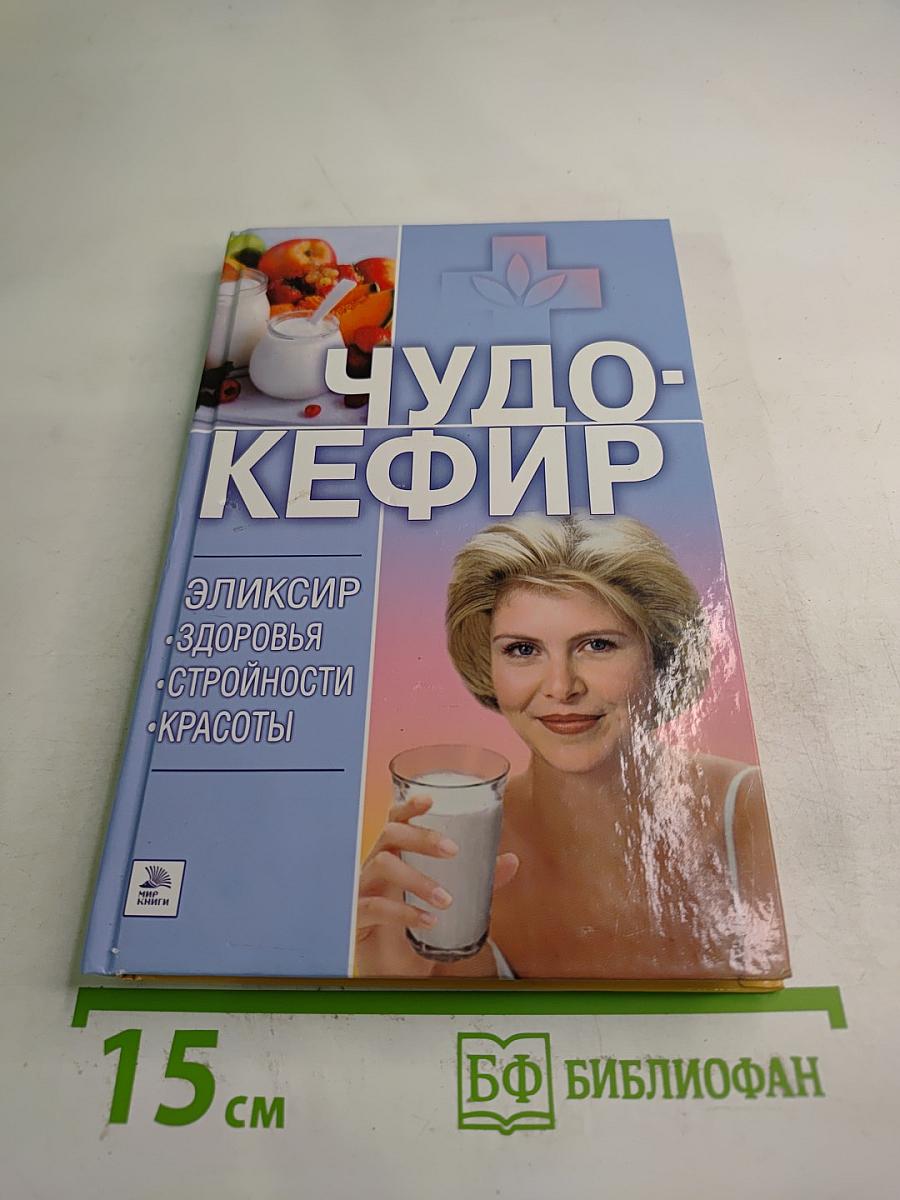 ЧУДО-
КЕФИР
ЭЛИКСИР
•ЗДОРОВЬЯ
•СТРОЙНОСТИ
•КРАСОТЫ
МИР
КНИГИ
15 см
БФ БИБЛИОФАН